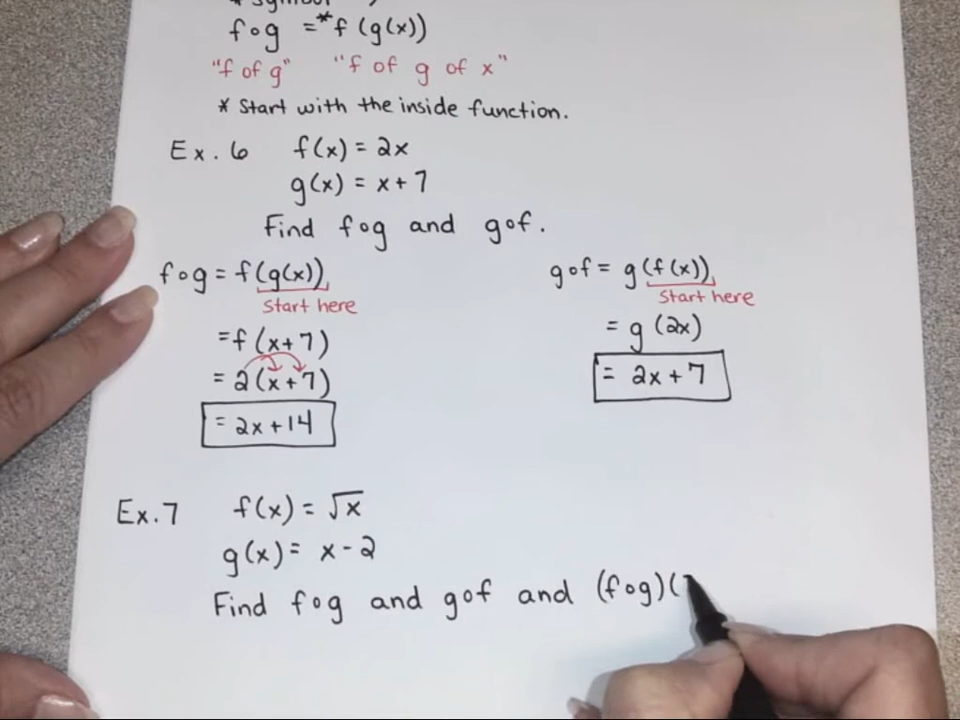 f∘g =* f(g(x))
"f of g" "f of g of x"
* Start with the inside function.
Ex. 6 f(x) = 2x
g(x) = x + 7
Find f∘g and g∘f.
f∘g = f(g(x))
Start here
= f(x+7)
= 2(x+7)
= 2x + 14
g∘f = g(f(x))
Start here
= g(2x)
= 2x + 7
Ex. 7 f(x) = √x
g(x) = x - 2
Find f∘g and g∘f and (f∘g)(